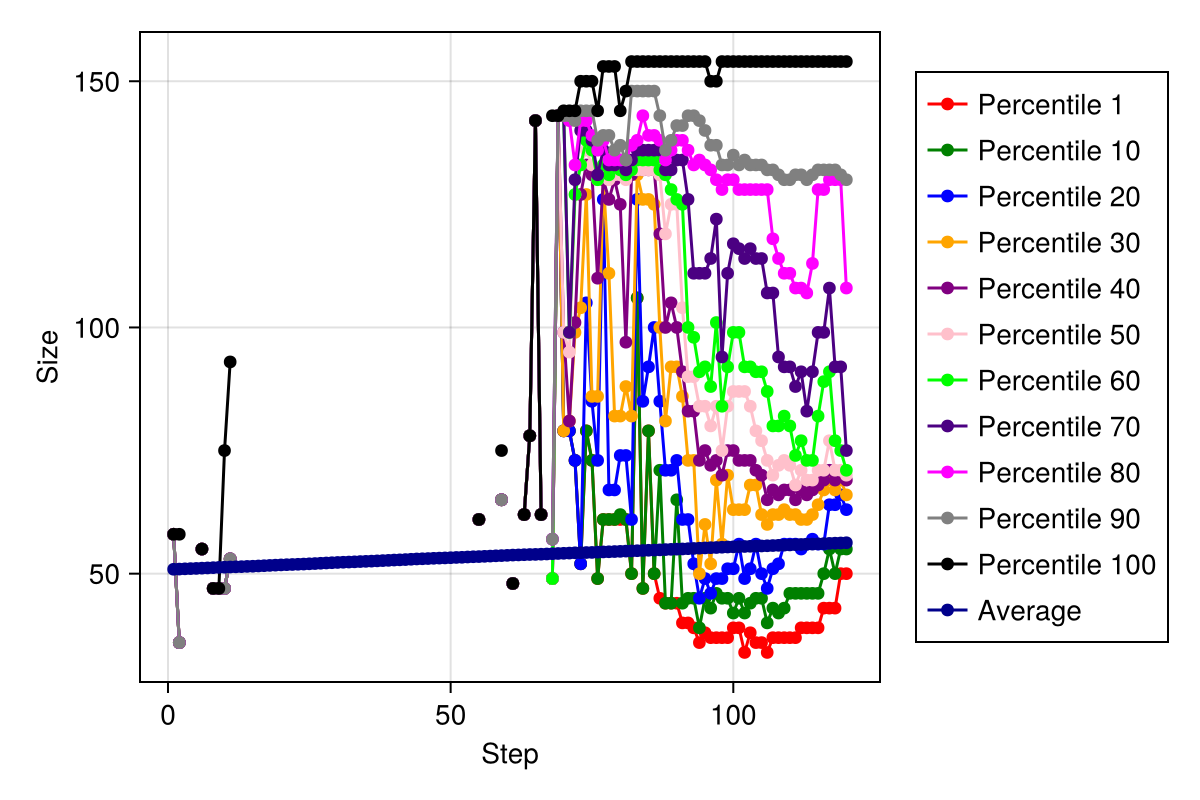 150
100
50
Size
0
50
100
Step
Percentile 1
Percentile 10
Percentile 20
Percentile 30
Percentile 40
Percentile 50
Percentile 60
Percentile 70
Percentile 80
Percentile 90
Percentile 100
Average